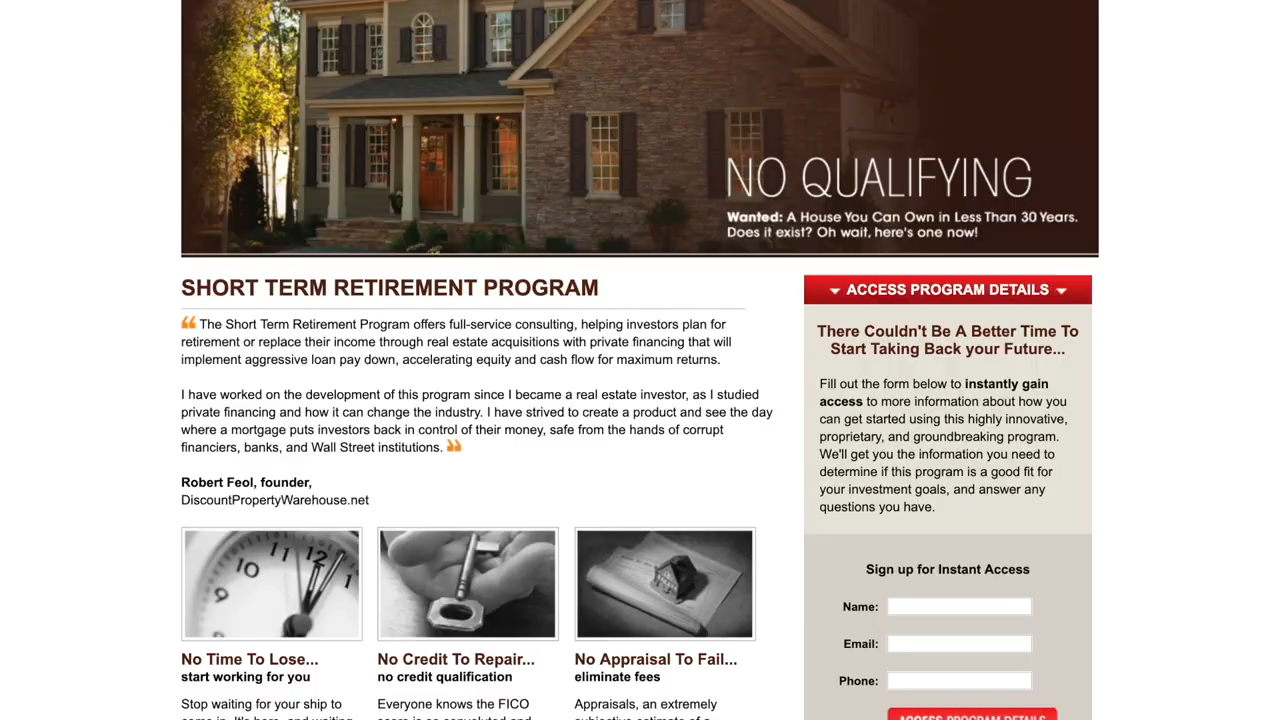 NO QUALIFYING
Wanted: A House You Can Own in Less Than 30 Years.
Does it exist? Oh wait, here's one now!
SHORT TERM RETIREMENT PROGRAM
The Short Term Retirement Program offers full-service consulting, helping investors plan for
retirement or replace their income through real estate acquisitions with private financing that will
implement aggressive loan pay down, accelerating equity and cash flow for maximum returns.
I have worked on the development of this program since I became a real estate investor, as I studied
private financing and how it can change the industry. I have strived to create a product and see the day
where a mortgage puts investors back in control of their money, safe from the hands of corrupt
financiers, banks, and Wall Street institutions.
Robert Feol, founder,
DiscountPropertyWarehouse.net
11 12 1
10
9
No Time To Lose...
start working for you
Stop waiting for your ship to
No Credit To Repair...
no credit qualification
Everyone knows the FICO
No Appraisal To Fail...
eliminate fees
Appraisals, an extremely
ACCESS PROGRAM DETAILS
There Couldn't Be A Better Time To
Start Taking Back your Future...
Fill out the form below to instantly gain
access to more information about how you
can get started using this highly innovative,
proprietary, and groundbreaking program.
We'll get you the information you need to
determine if this program is a good fit for
your investment goals, and answer any
questions you have.
Sign up for Instant Access
Name:
Email:
Phone:
ACCESS PROGRAM DETAILS